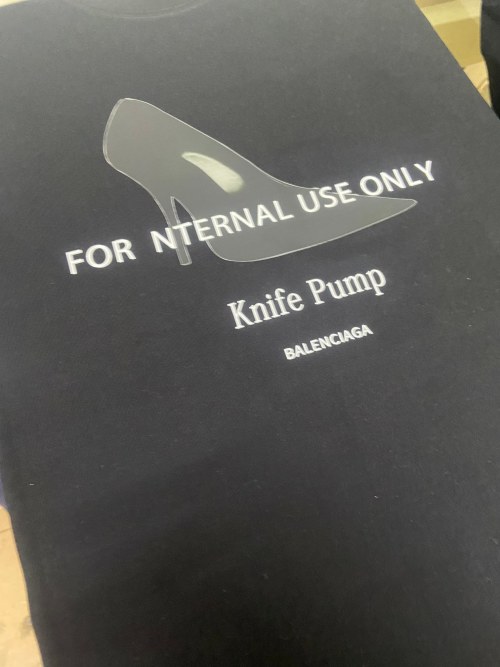 FOR NTERNAL USE ONLY
Knife Pump
BALENCIAGA